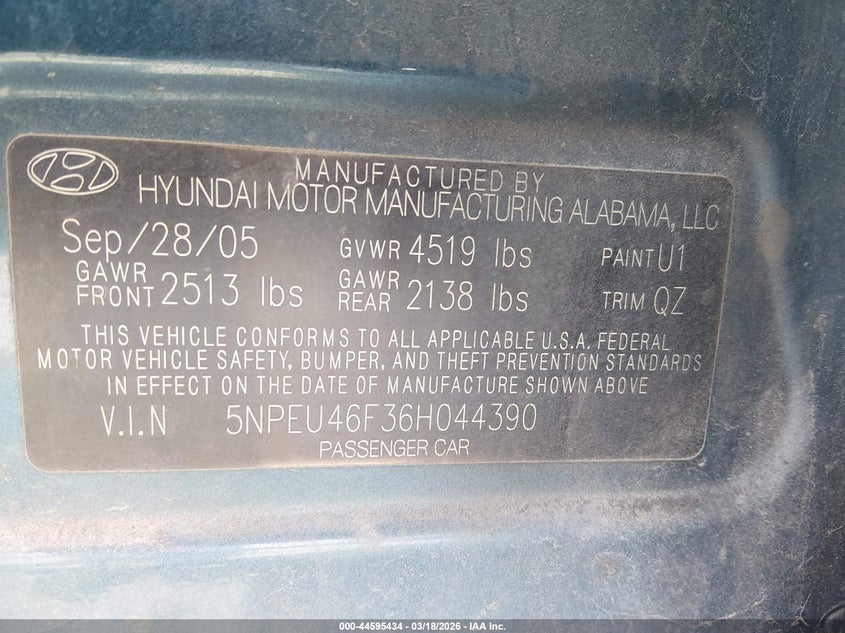 MANUFACTURED BY
HYUNDAI MOTOR MANUFACTURING ALABAMA, LLC
Sep/28/05 GVWR 4519 lbs PAINT U1
GAWR FRONT 2513 lbs GAWR REAR 2138 lbs TRIM QZ
THIS VEHICLE CONFORMS TO ALL APPLICABLE U.S.A. FEDERAL
MOTOR VEHICLE SAFETY, BUMPER, AND THEFT PREVENTION STANDARDS
IN EFFECT ON THE DATE OF MANUFACTURE SHOWN ABOVE
V.I.N 5NPEU46F36H044390
PASSENGER CAR
000-44595434 — 03/18/2026 — IAA Inc.